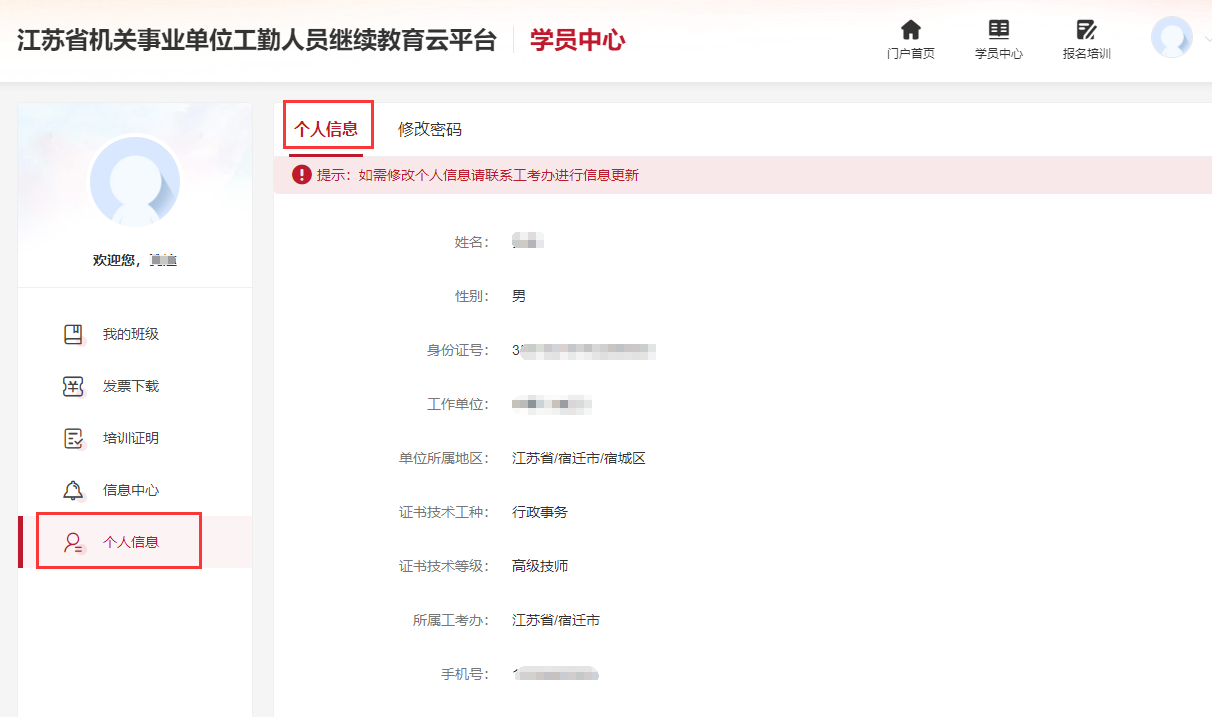 江苏省机关事业单位工勤人员继续教育云平台 学员中心
门户首页 学员中心 报名培训
欢迎您，
我的班级
发票下载
培训证明
信息中心
个人信息
个人信息 修改密码
提示：如需修改个人信息请联系工考办进行信息更新
姓名：
性别： 男
身份证号： 3
工作单位：
单位所属地区： 江苏省/宿迁市/宿城区
证书技术工种： 行政事务
证书技术等级： 高级技师
所属工考办： 江苏省/宿迁市
手机号：